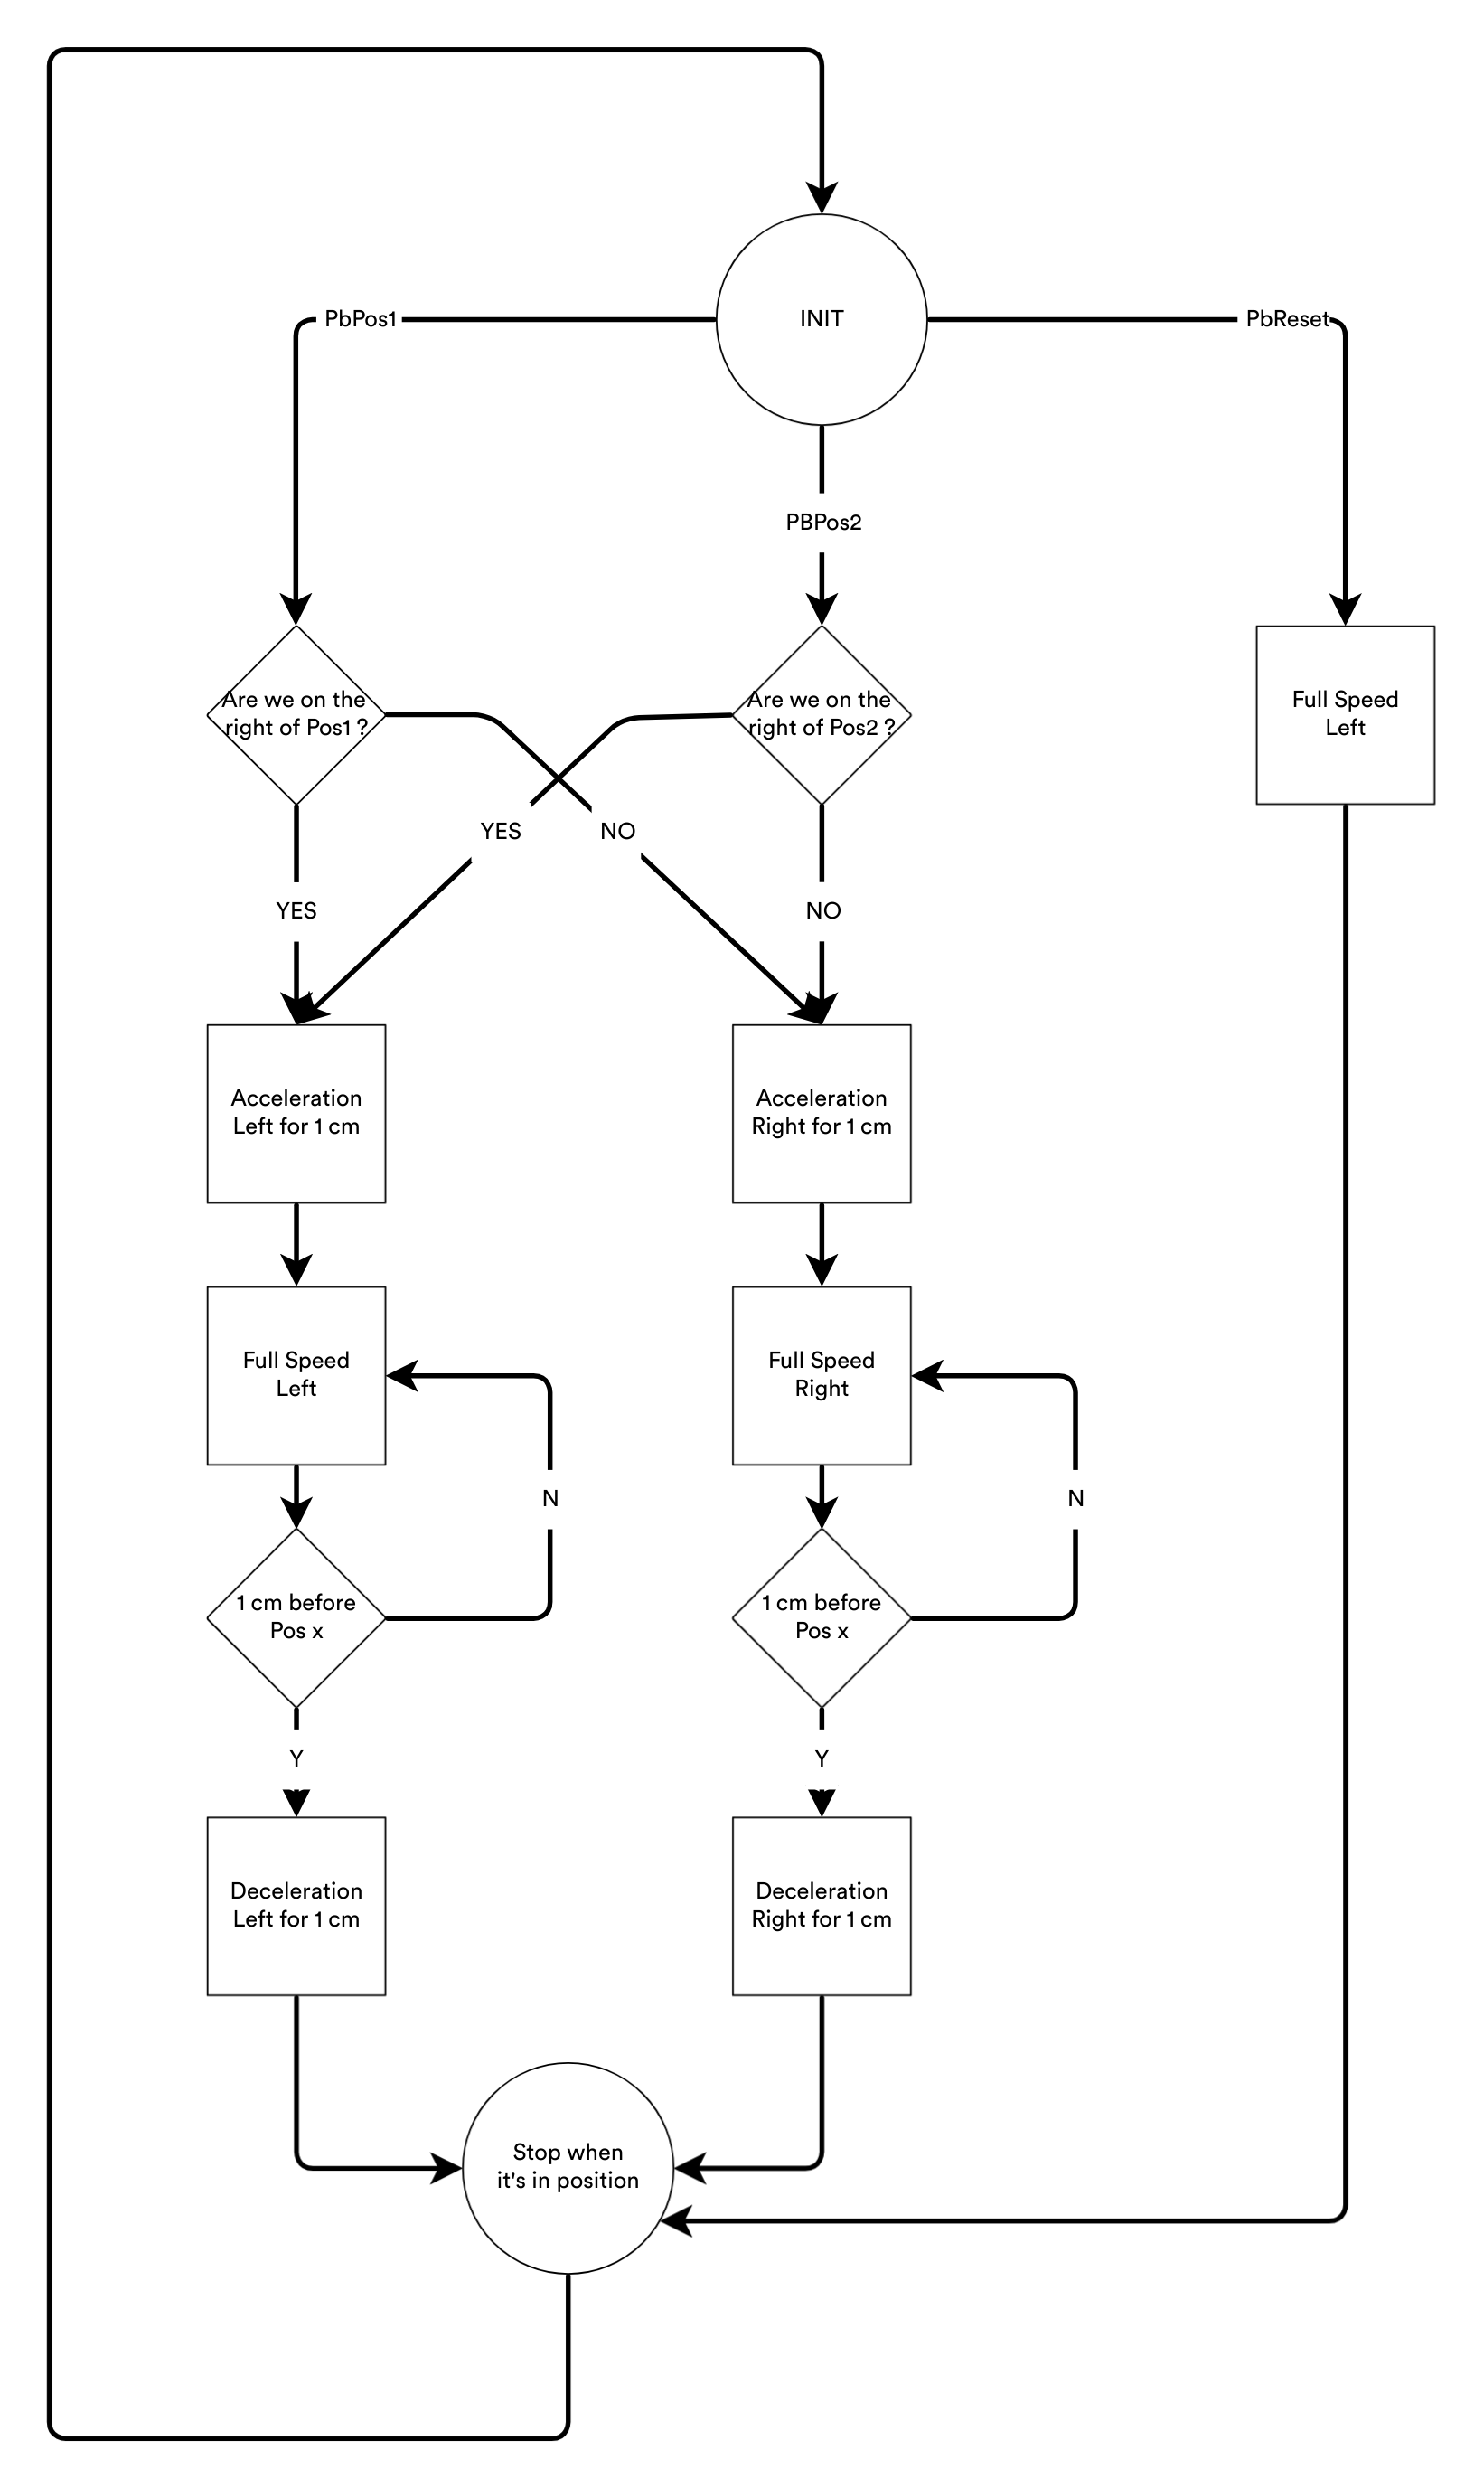 PbPos1
INIT
PbReset
PBPos2
Are we on the
right of Pos1 ?
Are we on the
right of Pos2 ?
Full Speed
Left
YES
NO
YES
NO
Acceleration
Left for 1 cm
Acceleration
Right for 1 cm
Full Speed
Left
Full Speed
Right
N
N
1 cm before
Pos x
1 cm before
Pos x
Y
Y
Deceleration
Left for 1 cm
Deceleration
Right for 1 cm
Stop when
it's in position